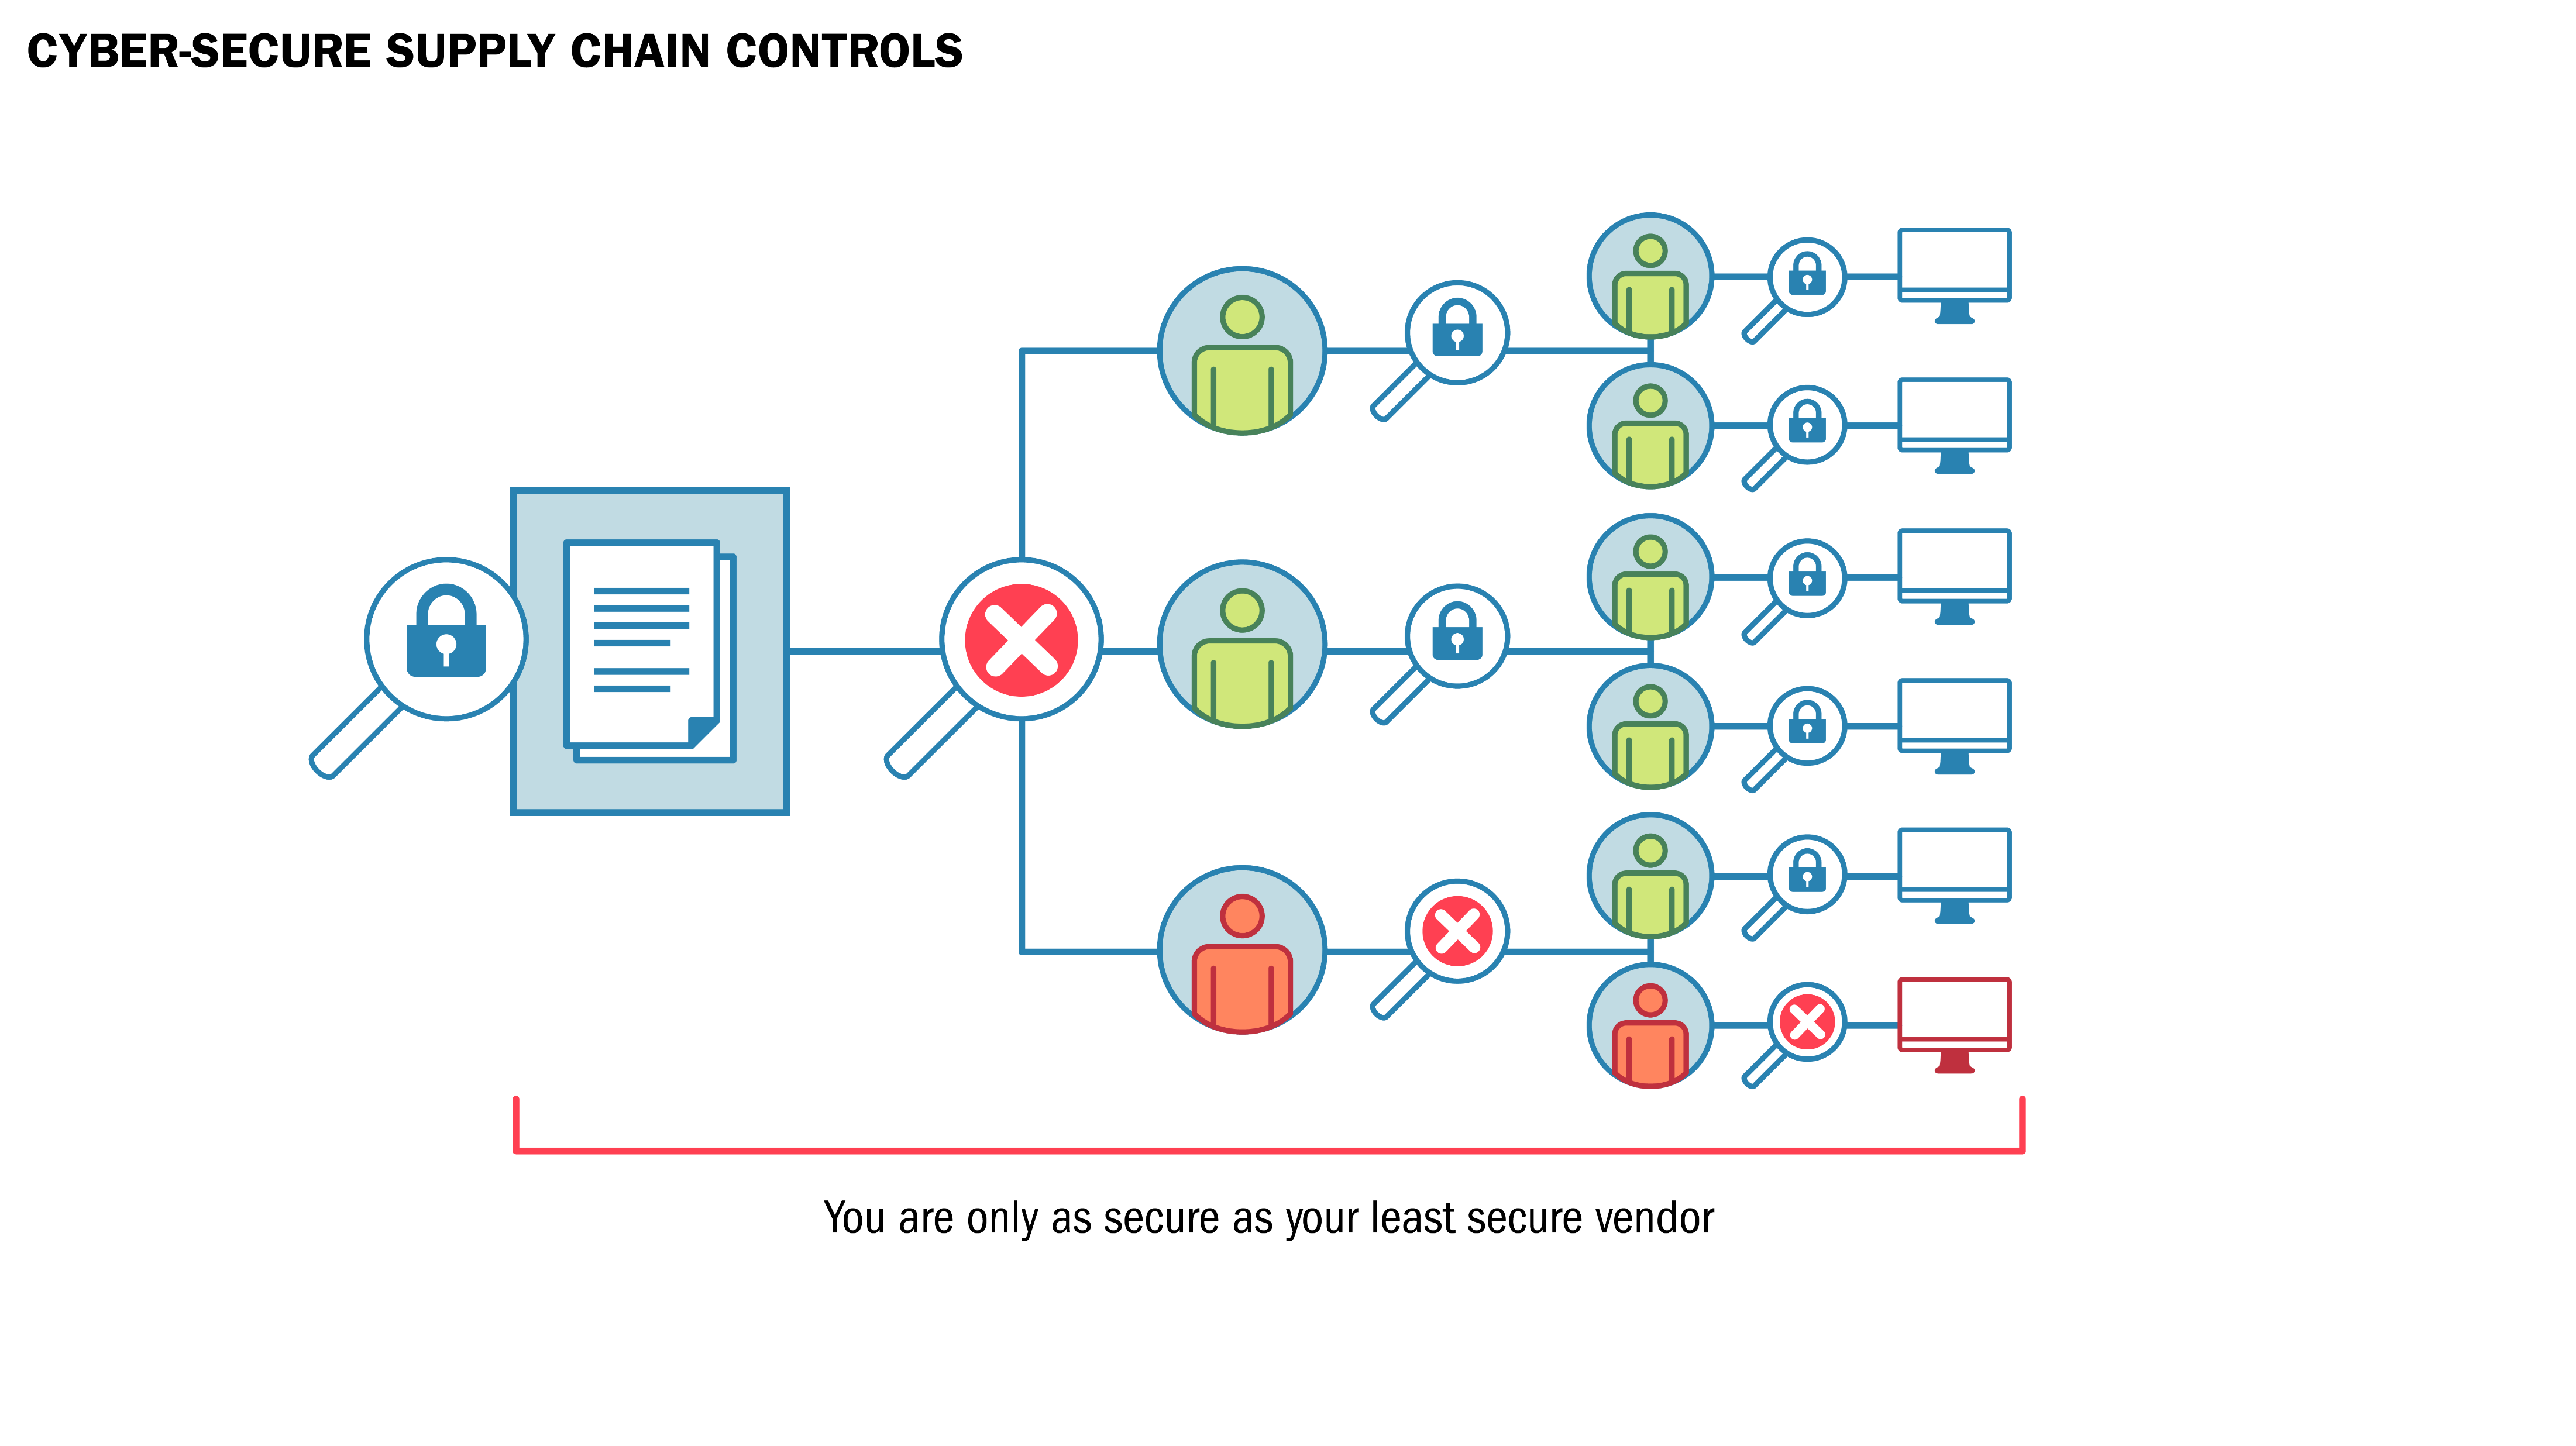 CYBER-SECURE SUPPLY CHAIN CONTROLS
You are only as secure as your least secure vendor